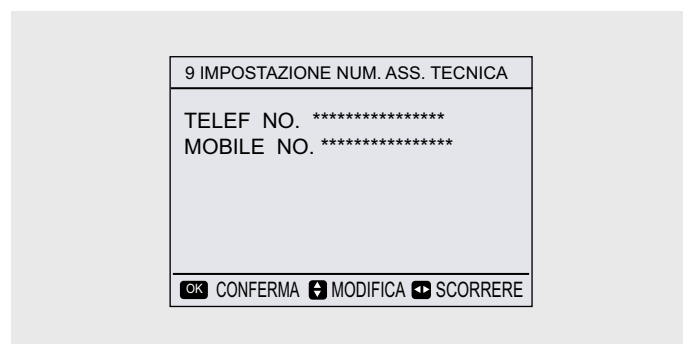 9 IMPOSTAZIONE NUM. ASS. TECNICA
TELEF NO. ****************
MOBILE NO. ****************
OK CONFERMA MODIFICA SCORRERE